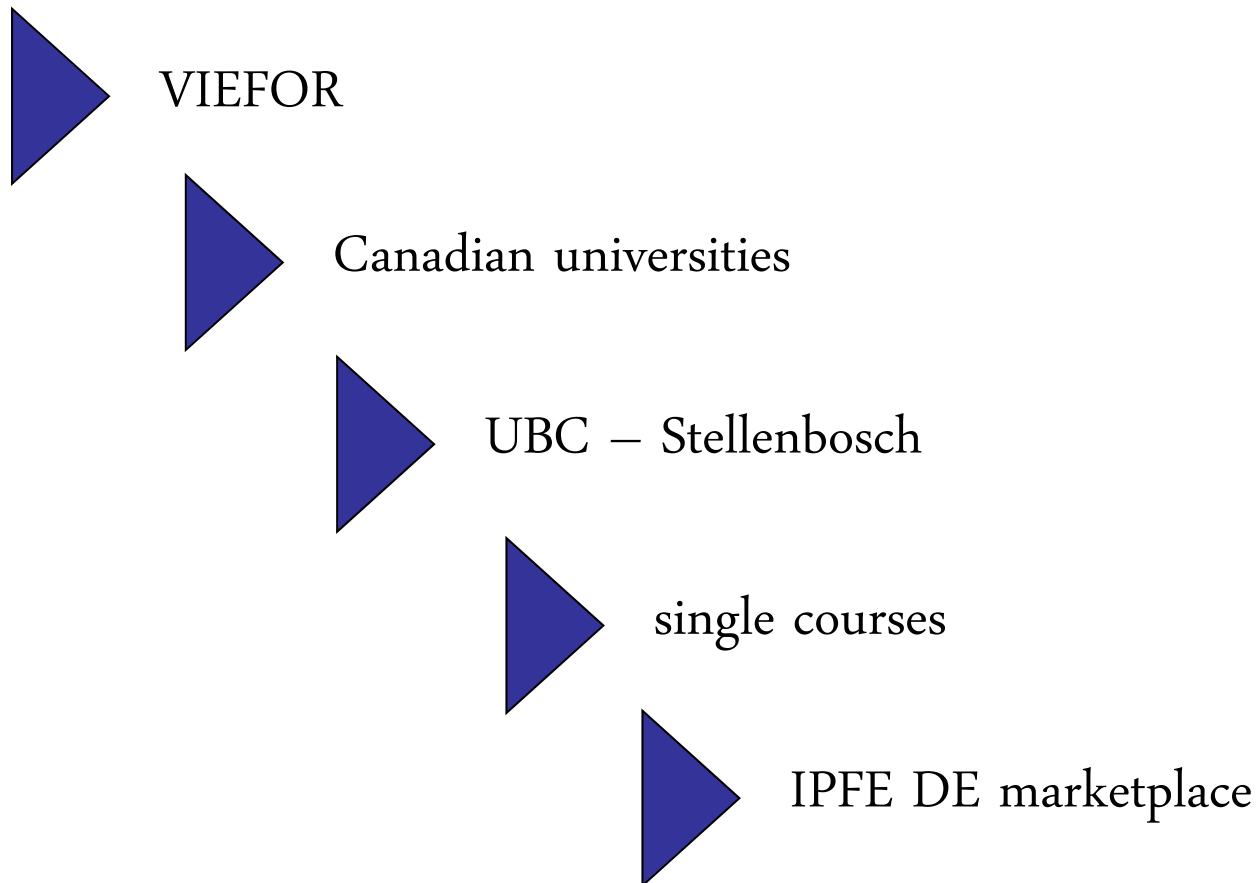 VIEFOR
Canadian universities
UBC – Stellenbosch
single courses
IPFE DE marketplace